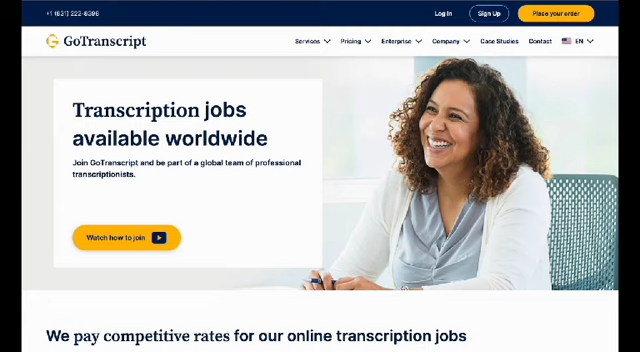 +1 (831) 222-8398
Log In
Sign Up
Place your order
GoTranscript
Services
Pricing
Enterprise
Company
Case Studies
Contact
EN
Transcription jobs
available worldwide
Join GoTranscript and be part of a global team of professional
transcriptionists.
Watch how to join
We pay competitive rates for our online transcription jobs